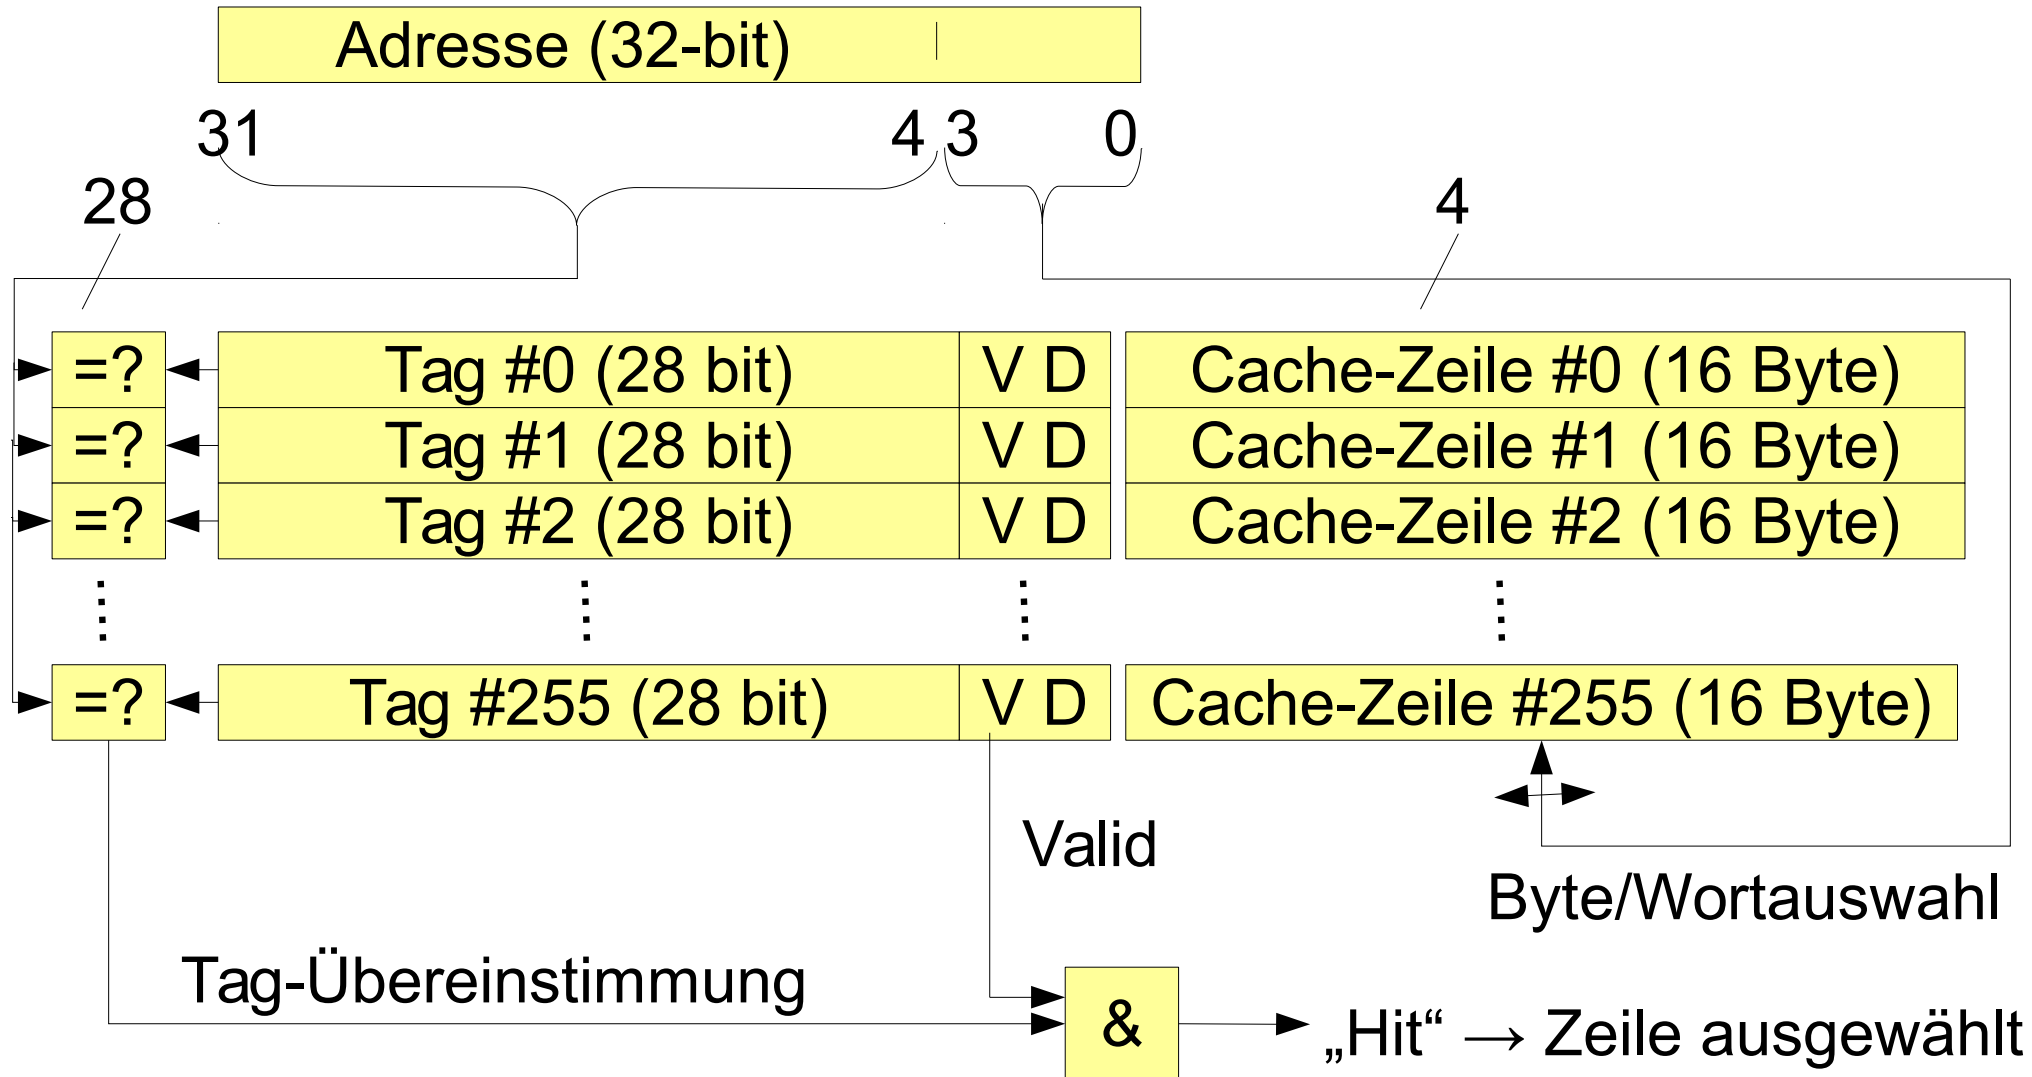 Adresse (32-bit)
31 4 3 0
28 4
=? Tag #0 (28 bit) V D Cache-Zeile #0 (16 Byte)
=? Tag #1 (28 bit) V D Cache-Zeile #1 (16 Byte)
=? Tag #2 (28 bit) V D Cache-Zeile #2 (16 Byte)
=? Tag #255 (28 bit) V D Cache-Zeile #255 (16 Byte)
Valid
Byte/Wortauswahl
Tag-Übereinstimmung
& „Hit“ → Zeile ausgewählt